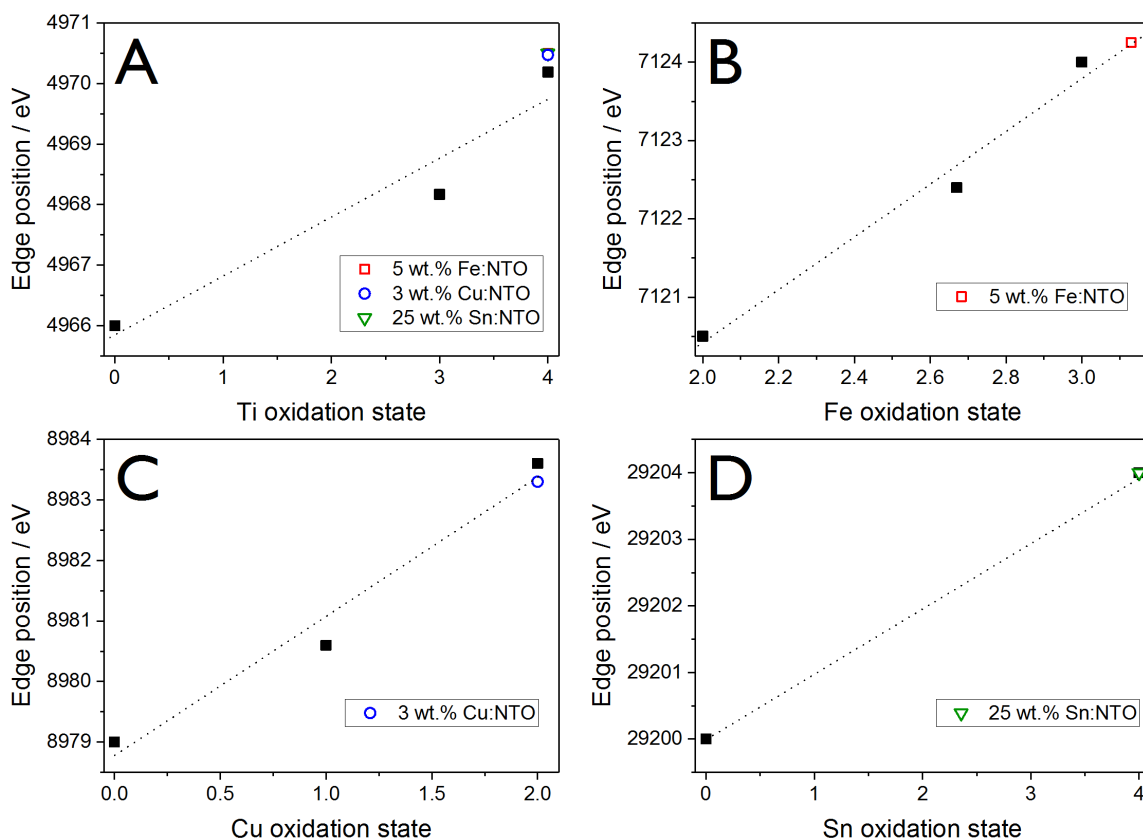 A
4971
4970
4969
4968
4967
4966
Edge position / eV
5 wt.% Fe:NTO
3 wt.% Cu:NTO
25 wt.% Sn:NTO
0 1 2 3 4
Ti oxidation state
B
7124
7123
7122
7121
Edge position / eV
5 wt.% Fe:NTO
2.0 2.2 2.4 2.6 2.8 3.0
Fe oxidation state
C
8984
8983
8982
8981
8980
8979
Edge position / eV
3 wt.% Cu:NTO
0.0 0.5 1.0 1.5 2.0
Cu oxidation state
D
29204
29203
29202
29201
29200
Edge position / eV
25 wt.% Sn:NTO
0 1 2 3 4
Sn oxidation state